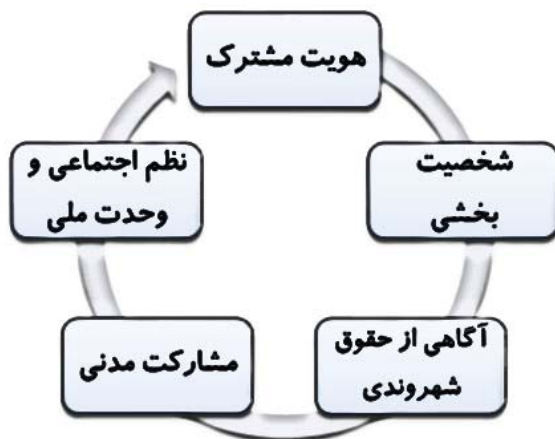 هویت مشترک
شخصیت
بخشی
آگاهی از حقوق
شهروندی
مشارکت مدنی
نظم اجتماعی و
وحدت ملی